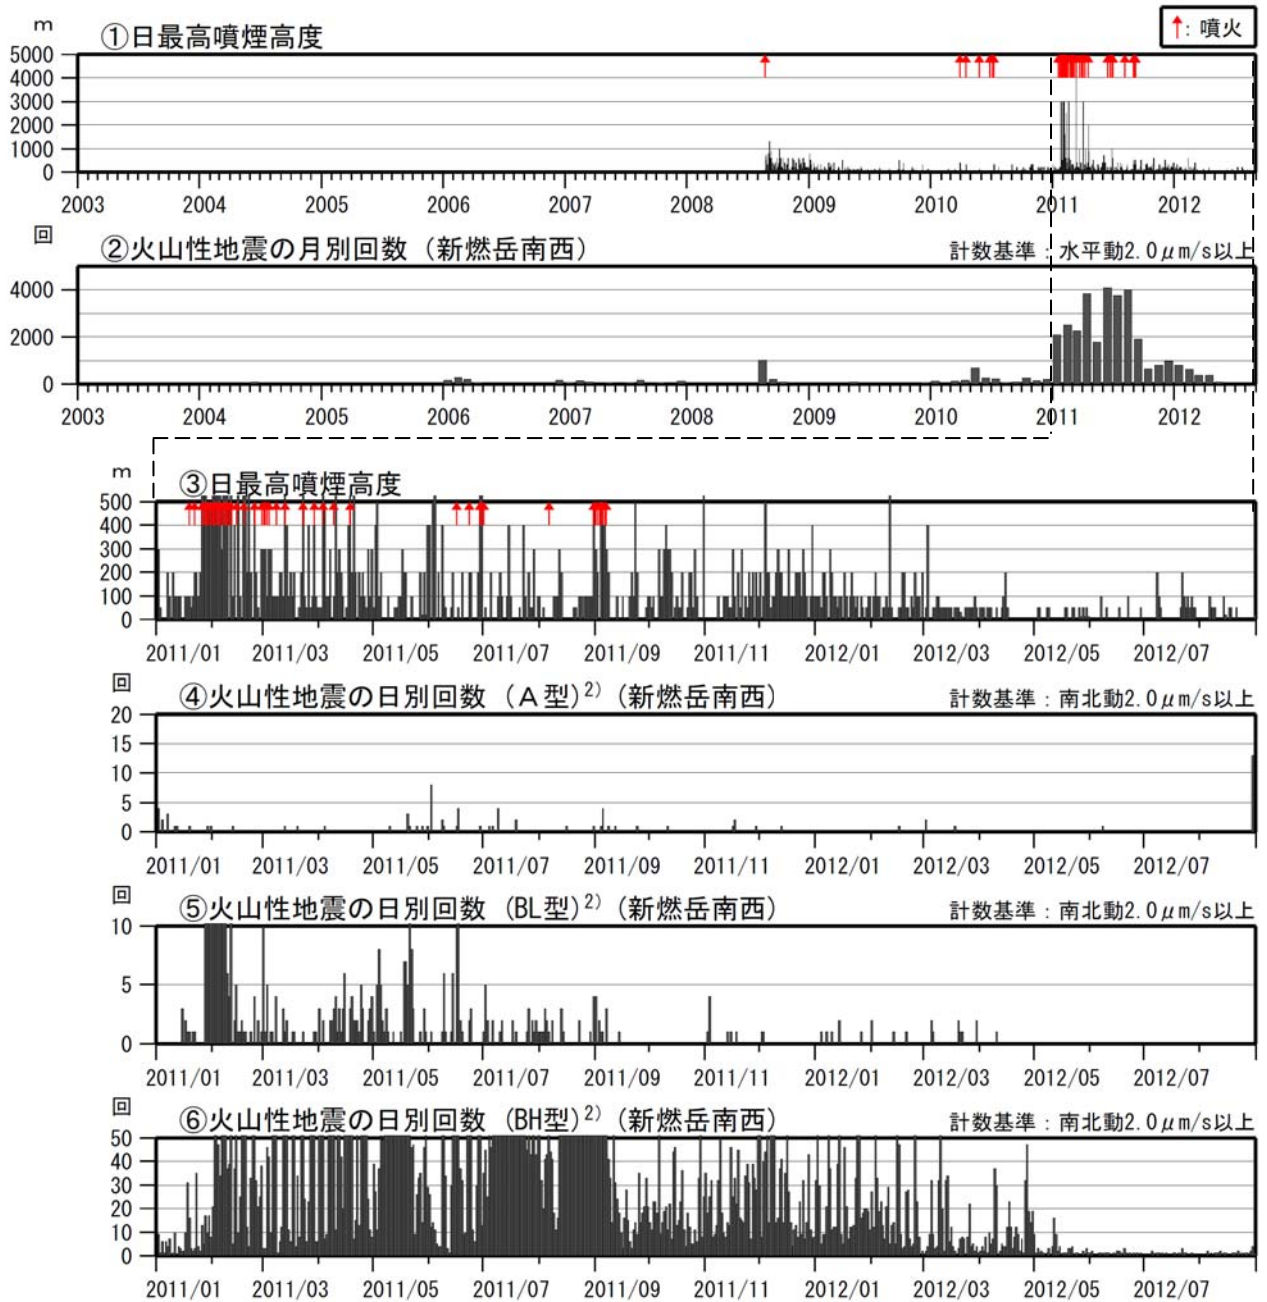 ↑: 噴火
m
①日最高噴煙高度
5000
4000
3000
2000
1000
0
2003 2004 2005 2006 2007 2008 2009 2010 2011 2012
回
②火山性地震の月別回数 (新燃岳南西) 計数基準：水平動2.0μm/s以上
4000
2000
0
2003 2004 2005 2006 2007 2008 2009 2010 2011 2012
m
③日最高噴煙高度
500
400
300
200
100
0
2011/01 2011/03 2011/05 2011/07 2011/09 2011/11 2012/01 2012/03 2012/05 2012/07
回
④火山性地震の日別回数 (A型)2) (新燃岳南西) 計数基準：南北動2.0μm/s以上
20
15
10
5
0
2011/01 2011/03 2011/05 2011/07 2011/09 2011/11 2012/01 2012/03 2012/05 2012/07
回
⑤火山性地震の日別回数 (BL型)2) (新燃岳南西) 計数基準：南北動2.0μm/s以上
10
5
0
2011/01 2011/03 2011/05 2011/07 2011/09 2011/11 2012/01 2012/03 2012/05 2012/07
回
⑥火山性地震の日別回数 (BH型)2) (新燃岳南西) 計数基準：南北動2.0μm/s以上
50
40
30
20
10
0
2011/01 2011/03 2011/05 2011/07 2011/09 2011/11 2012/01 2012/03 2012/05 2012/07